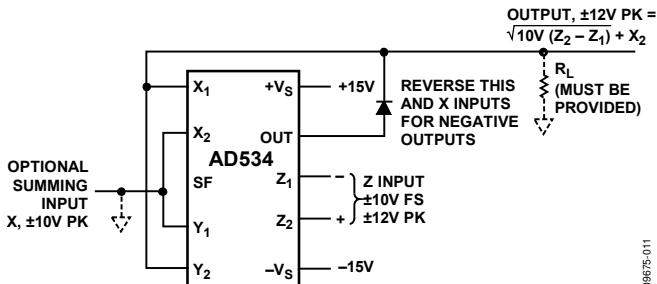 OUTPUT, ±12V PK =
√10V (Z2 – Z1) + X2
X1
+VS
+15V
REVERSE THIS
AND X INPUTS
FOR NEGATIVE
OUTPUTS
RL
(MUST BE
PROVIDED)
X2
OUT
AD534
OPTIONAL
SUMMING
INPUT
X, ±10V PK
SF
Z1
–
Z INPUT
±10V FS
±12V PK
Y1
Z2
+
Y2
–VS
–15V
09675-011